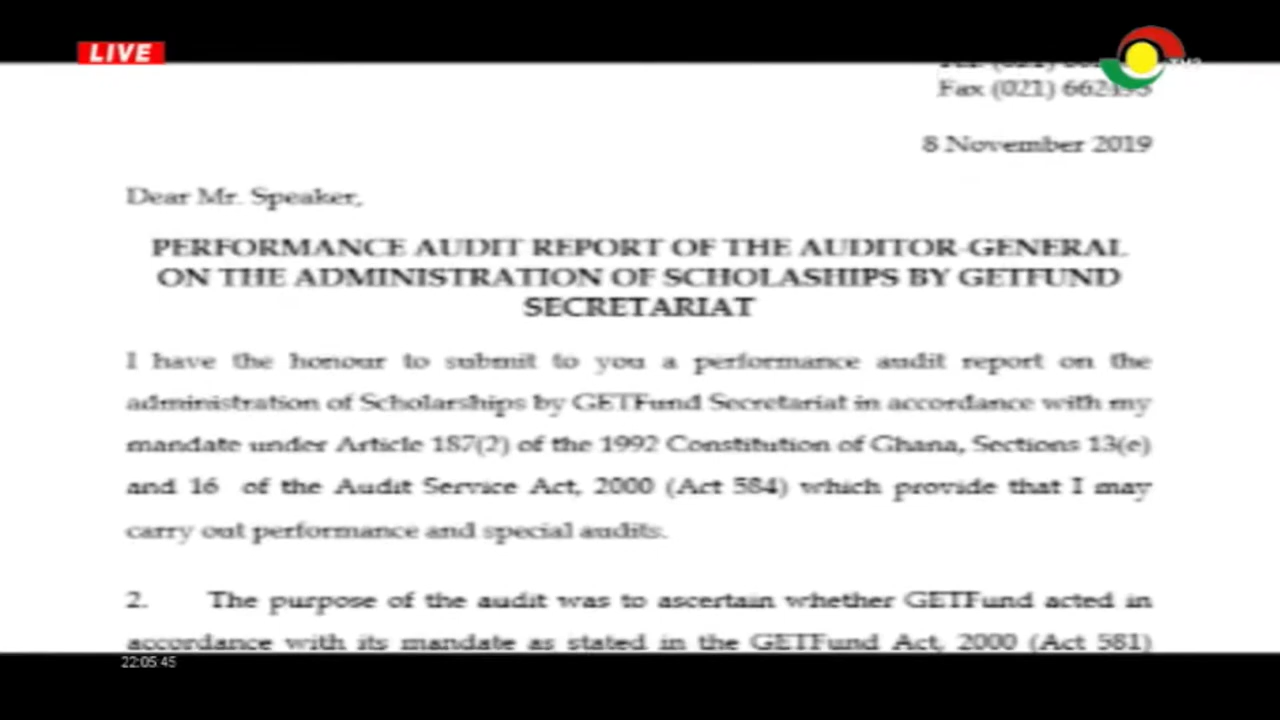 LIVE
Fax (021) 662493
8 November 2019
Dear Mr. Speaker,
PERFORMANCE AUDIT REPORT OF THE AUDITOR-GENERAL
ON THE ADMINISTRATION OF SCHOLASHIPS BY GETFUND
SECRETARIAT
I have the honour to submit to you a performance audit report on the
administration of Scholarships by GETFund Secretariat in accordance with my
mandate under Article 187(2) of the 1992 Constitution of Ghana, Sections 13(e)
and 16 of the Audit Service Act, 2000 (Act 584) which provide that I may
carry out performance and special audits.
2. The purpose of the audit was to ascertain whether GETFund acted in
accordance with its mandate as stated in the GETFund Act, 2000 (Act 581)
22:05:45